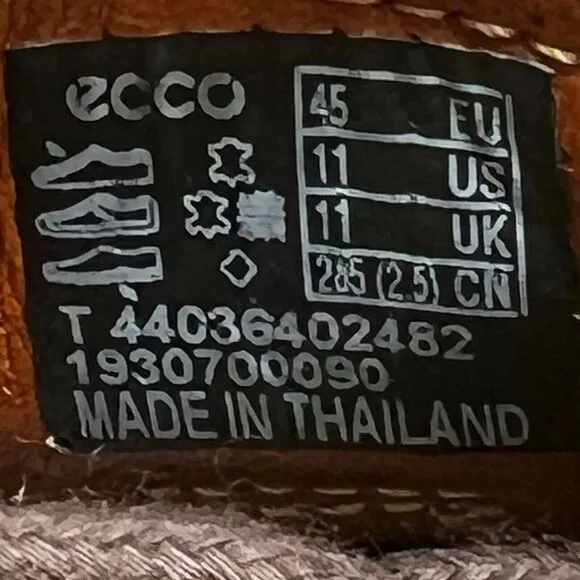 ecco
45 EU
11 US
11 UK
285 (2.5) CN
T 44036402482
1930700090
MADE IN THAILAND